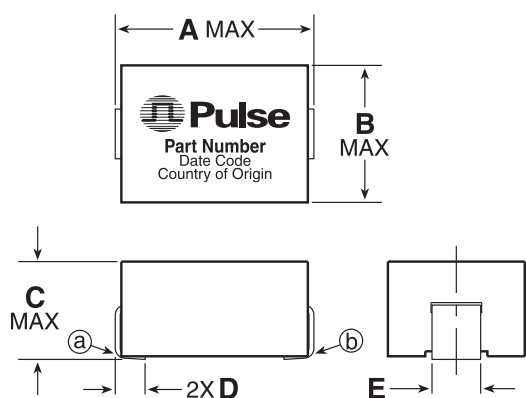 A MAX
Pulse
Part Number
Date Code
Country of Origin
B
MAX
C
MAX
a
b
2X D
E